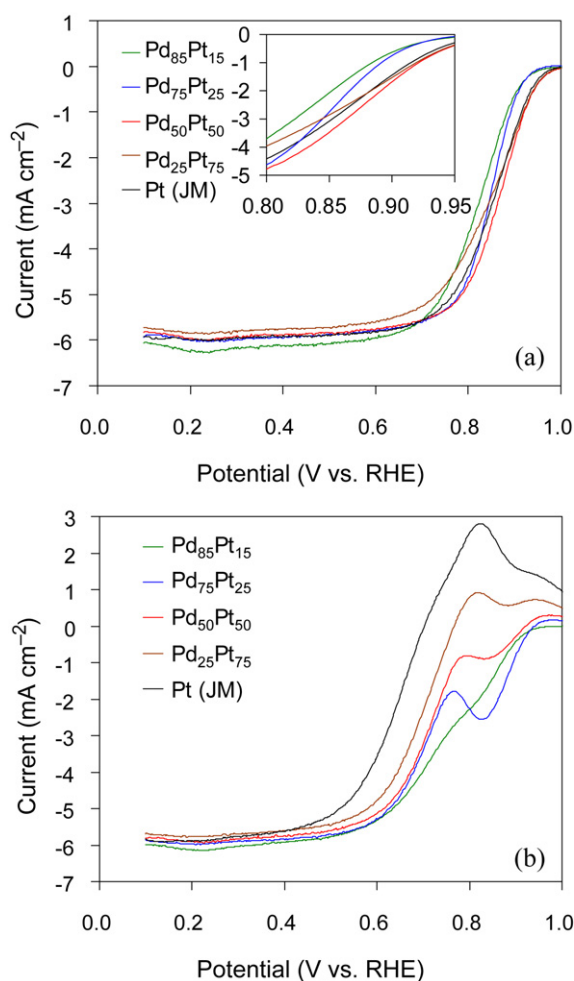 1
0
-1
-2
-3
-4
-5
-6
-7
Current (mA cm⁻²)
Pd₈₅Pt₁₅
Pd₇₅Pt₂₅
Pd₅₀Pt₅₀
Pd₂₅Pt₇₅
Pt (JM)
0
-1
-2
-3
-4
-5
0.80 0.85 0.90 0.95
(a)
0.0 0.2 0.4 0.6 0.8 1.0
Potential (V vs. RHE)
3
2
1
0
-1
-2
-3
-4
-5
-6
-7
Current (mA cm⁻²)
Pd₈₅Pt₁₅
Pd₇₅Pt₂₅
Pd₅₀Pt₅₀
Pd₂₅Pt₇₅
Pt (JM)
(b)
0.0 0.2 0.4 0.6 0.8 1.0
Potential (V vs. RHE)